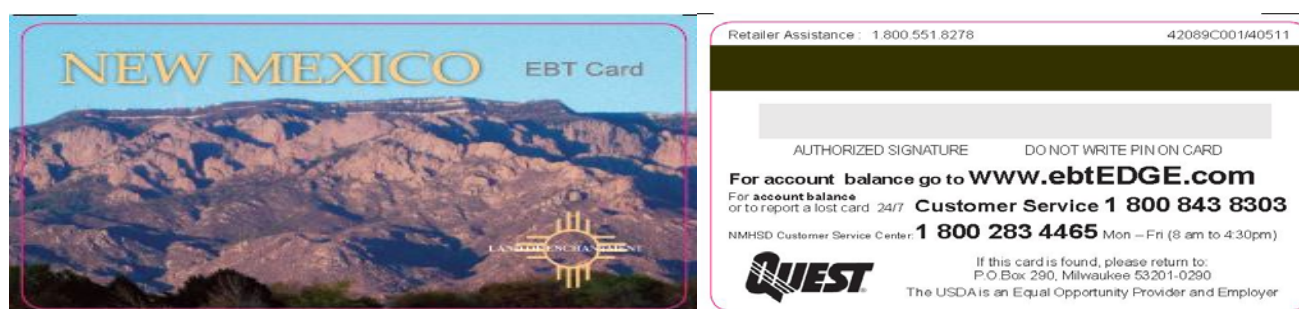 NEW MEXICO
EBT Card
LAND OF ENCHANTMENT
Retailer Assistance : 1.800.551.8278
42089C001/40511
AUTHORIZED SIGNATURE
DO NOT WRITE PIN ON CARD
For account balance go to www.ebtEDGE.com
For account balance
or to report a lost card 24/7 Customer Service 1 800 843 8303
NMHSD Customer Service Center: 1 800 283 4465 Mon – Fri (8 am to 4:30pm)
QUEST
If this card is found, please return to:
P.O.Box 290, Milwaukee 53201-0290
The USDA is an Equal Opportunity Provider and Employer